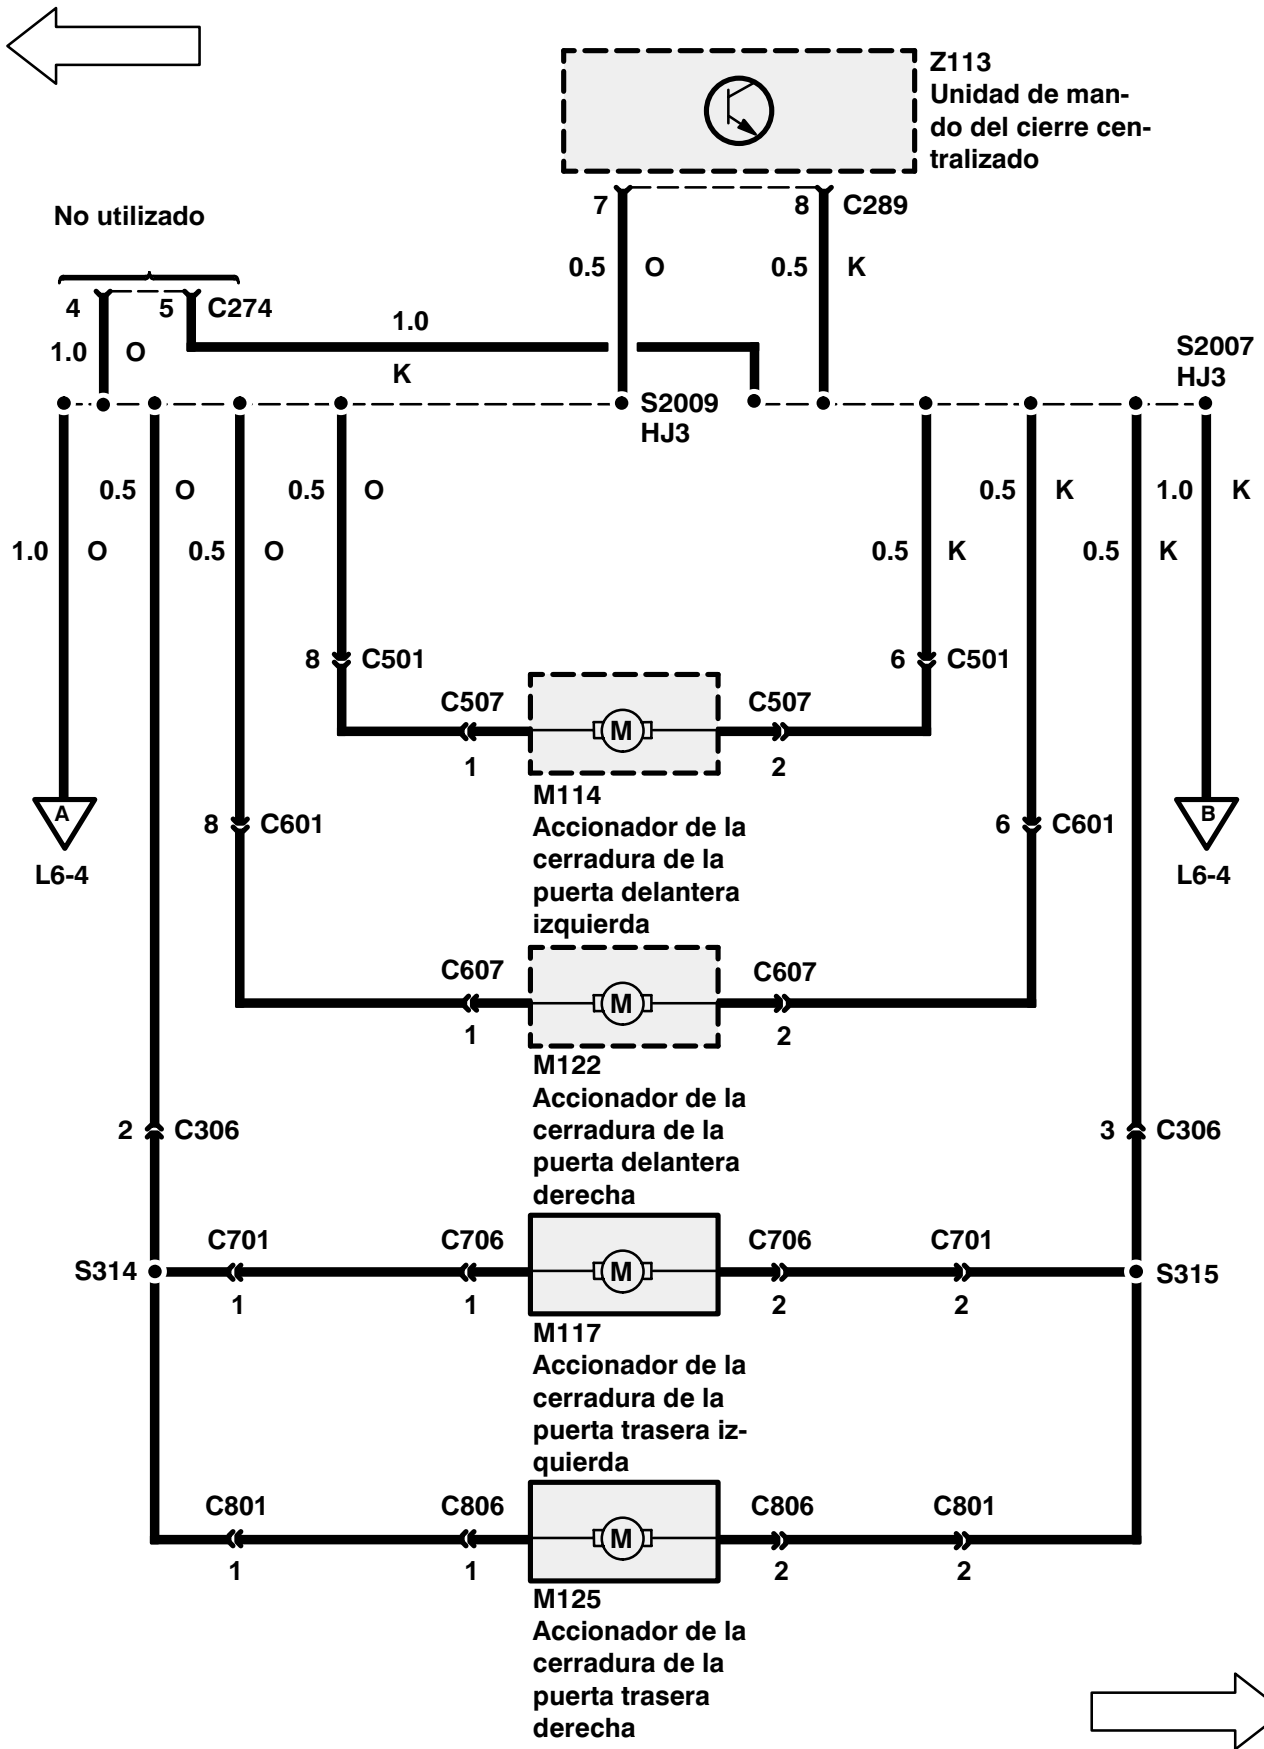 Z113
Unidad de man-
do del cierre cen-
tralizado
7
8
C289
No utilizado
0.5
O
0.5
K
4
5
C274
1.0
1.0
O
K
S2007
HJ3
S2009
HJ3
0.5
O
0.5
O
0.5
K
1.0
K
1.0
O
0.5
O
0.5
K
0.5
K
8
C501
6
C501
C507
M
C507
1
2
M114
Accionador de la
cerradura de la
puerta delantera
izquierda
A
L6-4
8
C601
6
C601
B
L6-4
C607
M
C607
1
2
M122
Accionador de la
cerradura de la
puerta delantera
derecha
2
C306
3
C306
C701
C706
C706
C701
S314
M
S315
1
1
2
2
M117
Accionador de la
cerradura de la
puerta trasera iz-
quierda
C801
C806
C806
C801
M
1
1
2
2
M125
Accionador de la
cerradura de la
puerta trasera
derecha